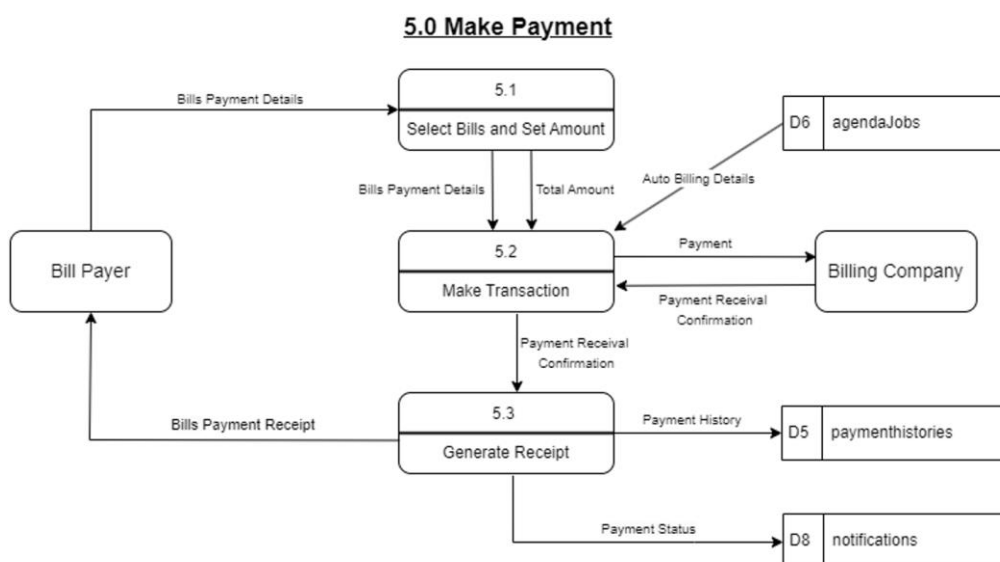 5.0 Make Payment
5.1
Select Bills and Set Amount
Bills Payment Details
D6
agendaJobs
Bills Payment Details
Total Amount
Auto Billing Details
Bill Payer
5.2
Make Transaction
Payment
Billing Company
Payment Receival
Confirmation
Payment Receival
Confirmation
5.3
Generate Receipt
Bills Payment Receipt
Payment History
D5
paymenthistories
Payment Status
D8
notifications